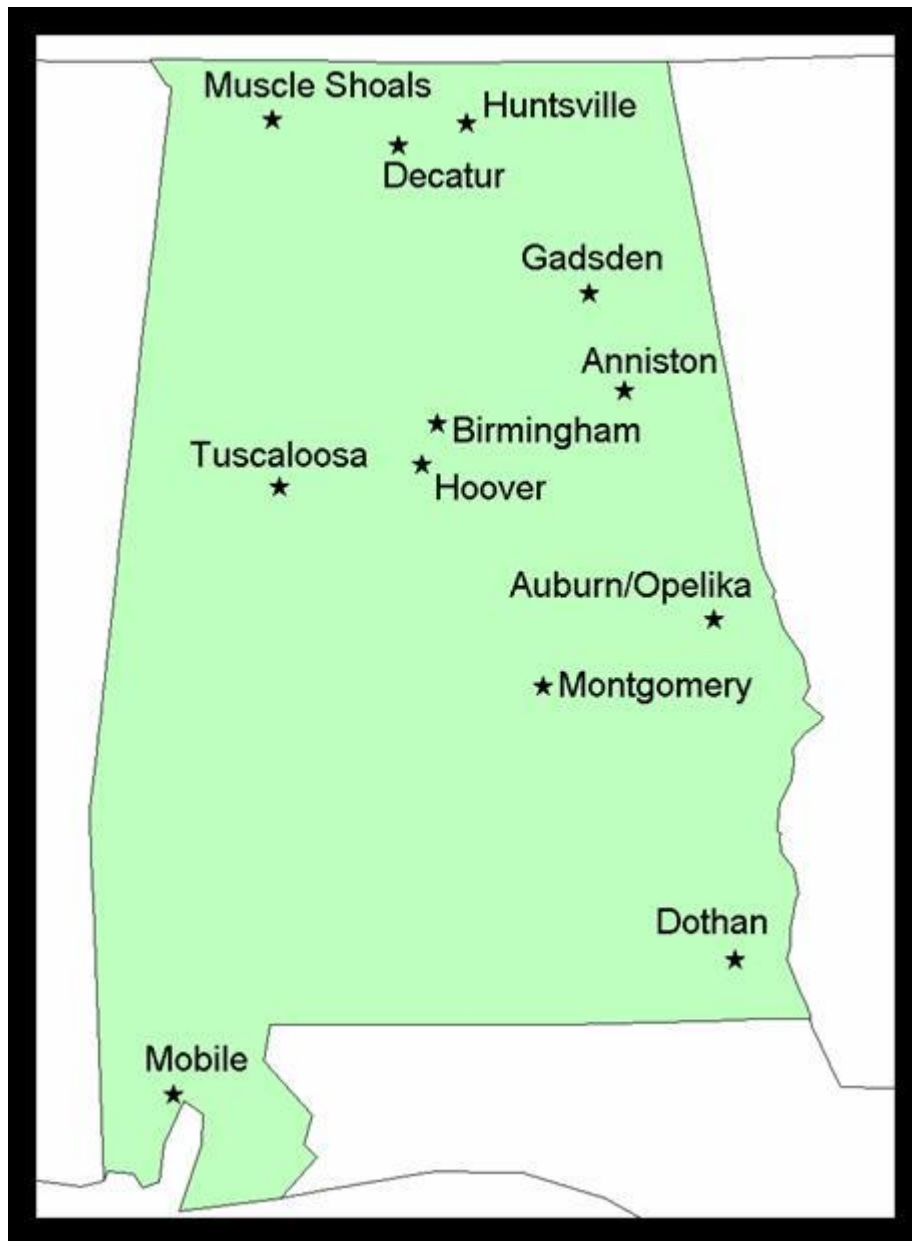 Muscle Shoals
Huntsville
Decatur
Gadsden
Anniston
Birmingham
Tuscaloosa
Hoover
Auburn/Opelika
Montgomery
Dothan
Mobile